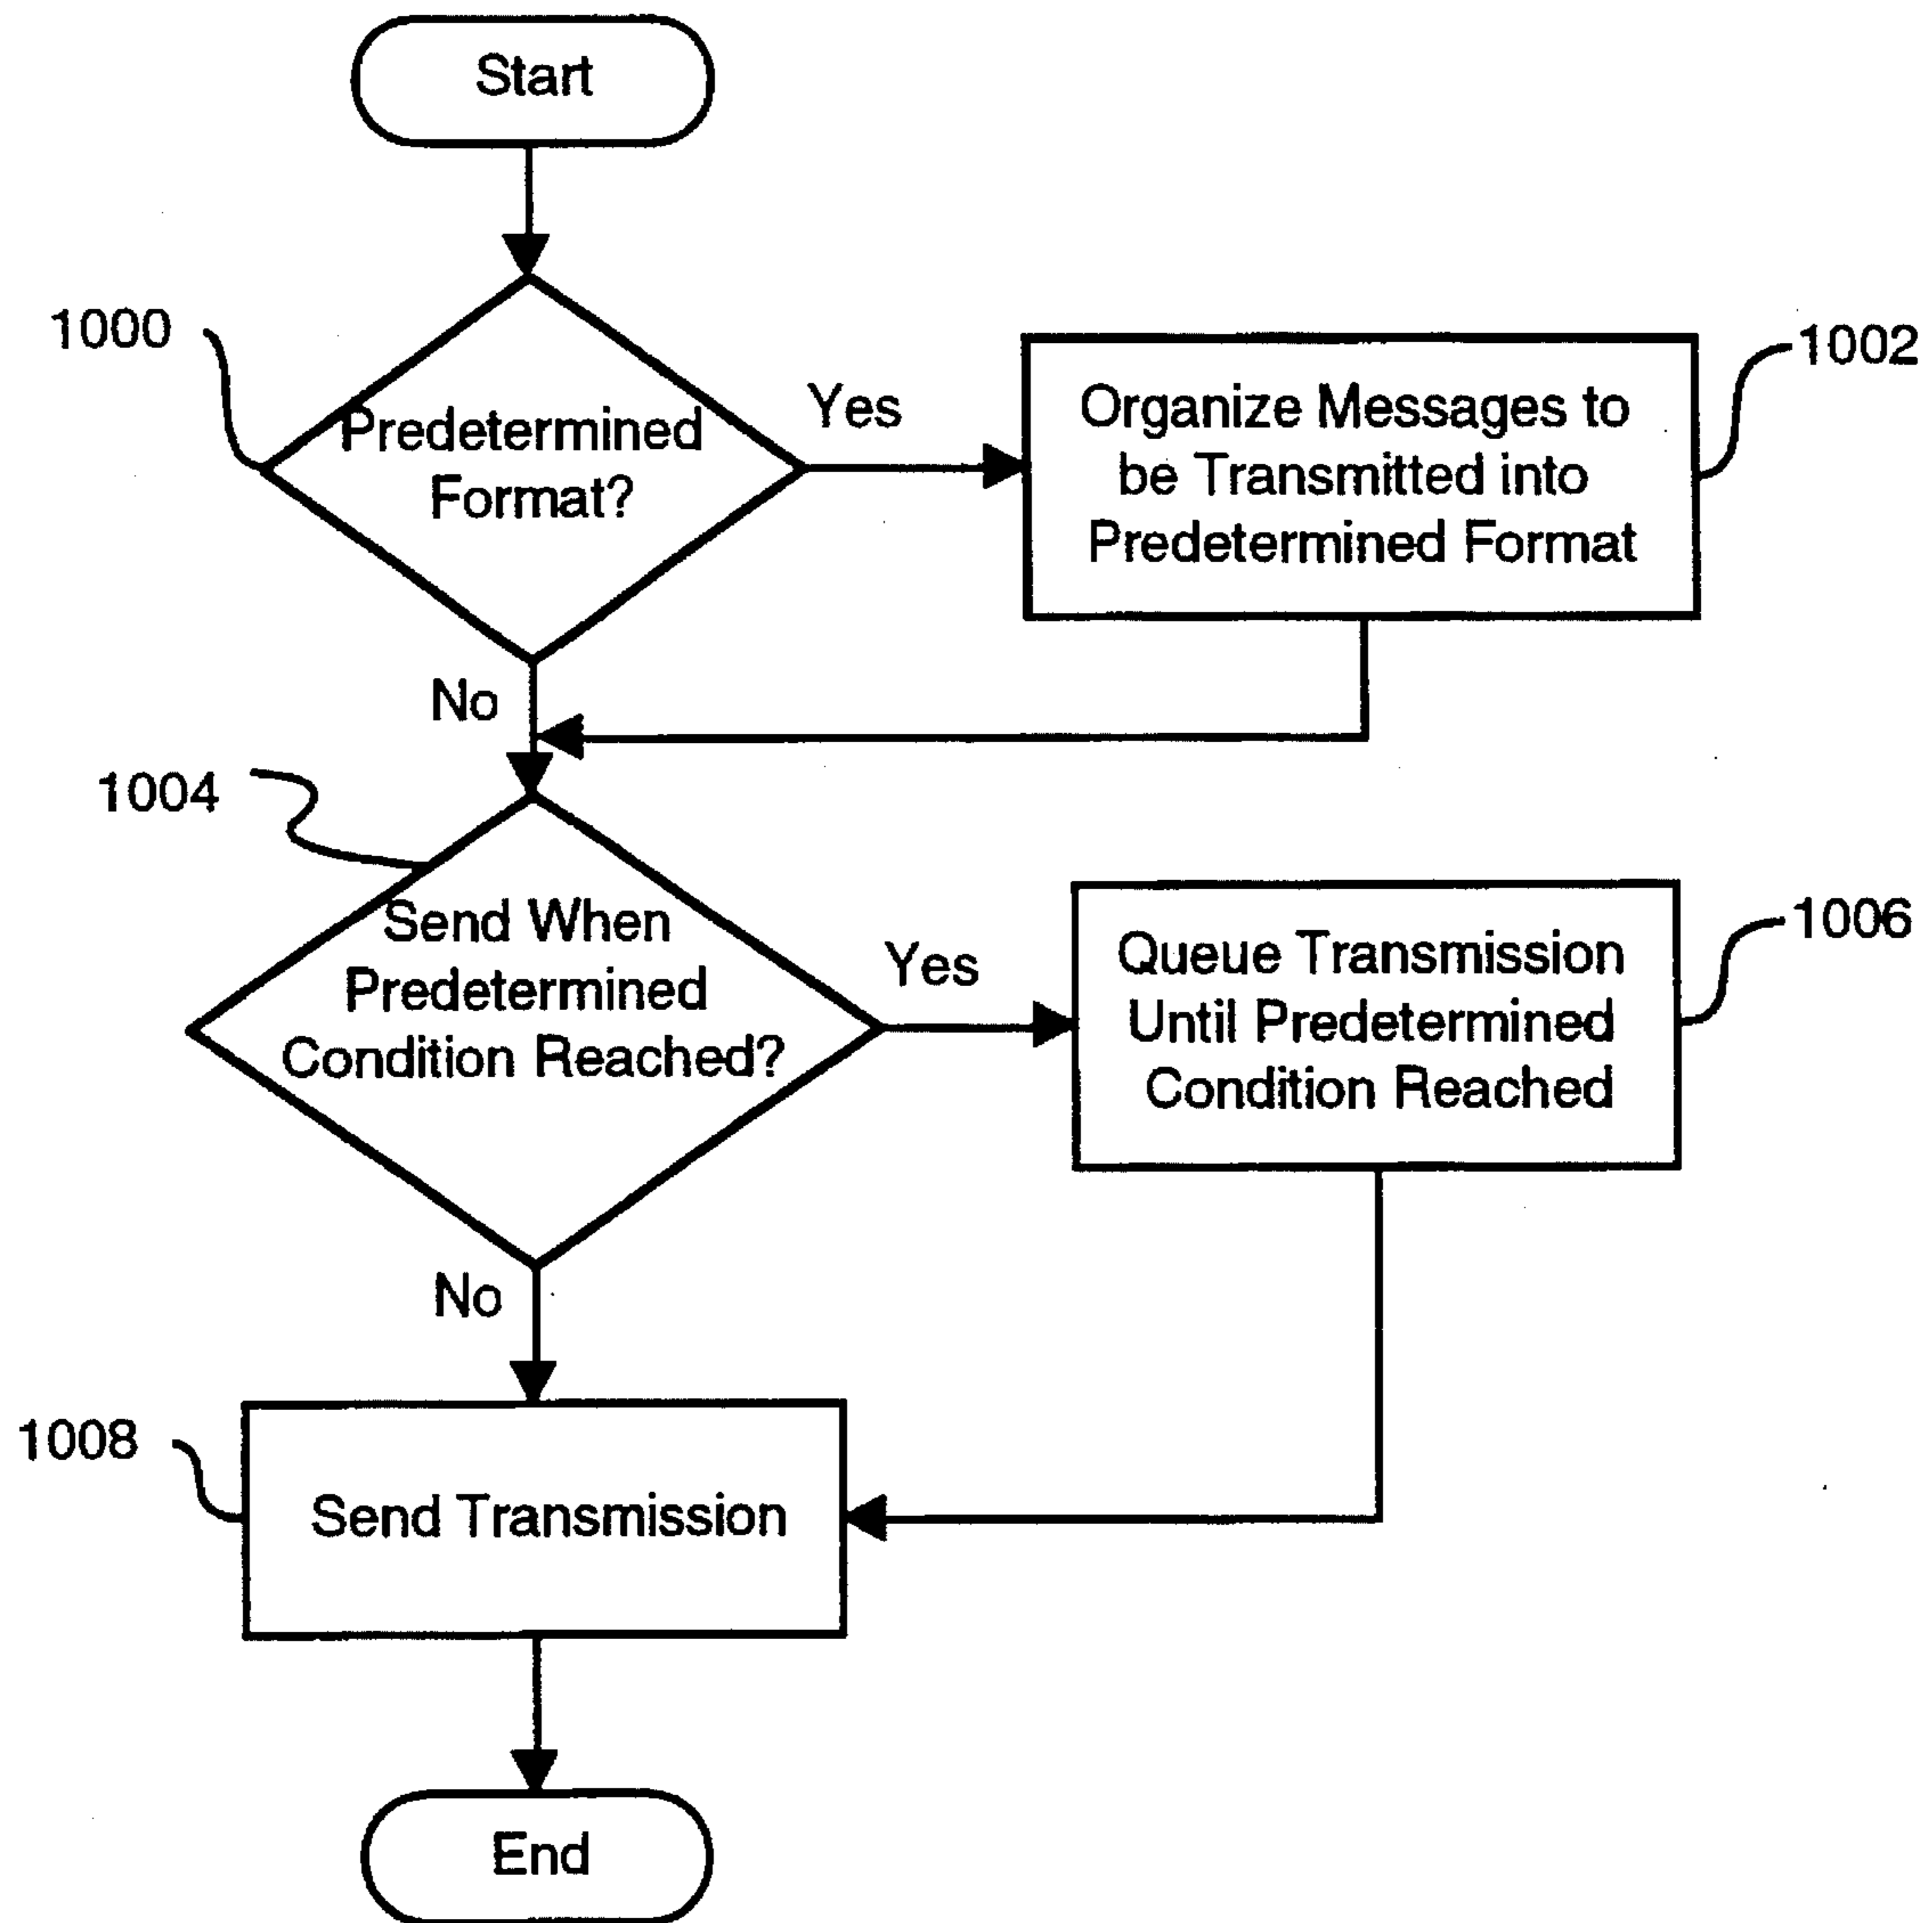 Start
1000
Predetermined
Format?
Yes
Organize Messages to
be Transmitted into
Predetermined Format
1002
No
1004
Send When
Predetermined
Condition Reached?
Yes
Queue Transmission
Until Predetermined
Condition Reached
1006
No
1008
Send Transmission
End